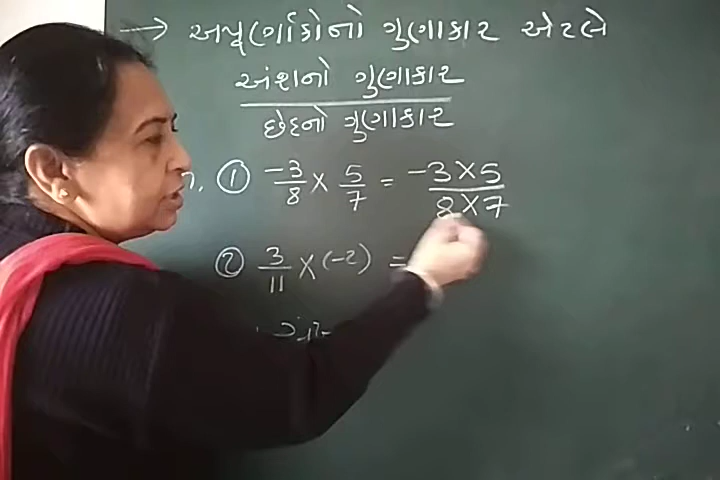 → અપૂર્ણાંકોનો ગુણાકાર એટલે
અંશનો ગુણાકાર
છેદનો ગુણાકાર
① -3/8 × 5/7 = -3×5 / 8×7
② 3/11 × (-2) =